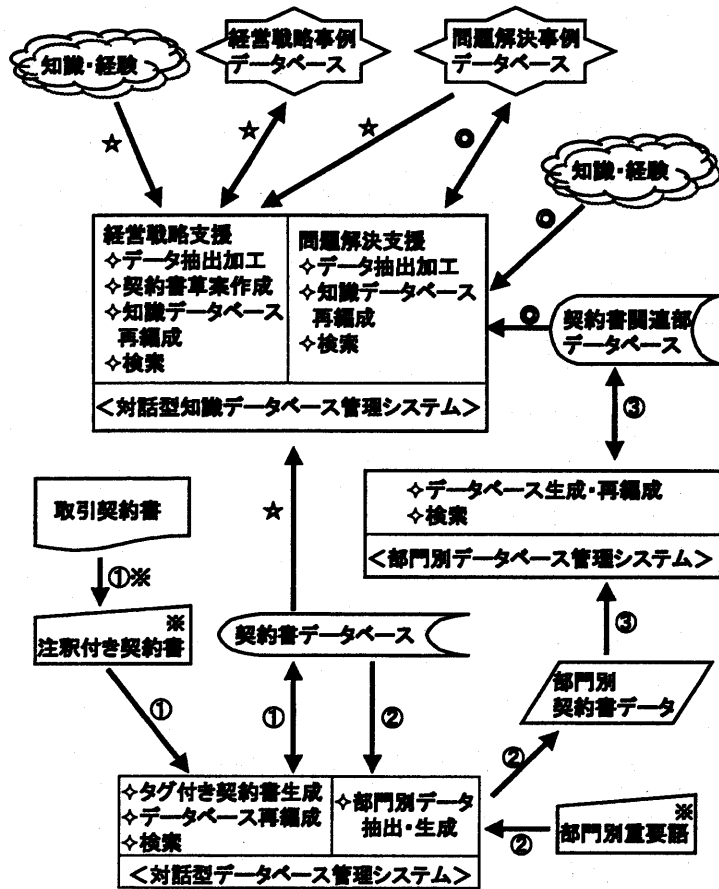 経営戦略事例
データベース
問題解決事例
データベース
知識・経験
☆
☆
☆
◎
知識・経験
◎
経営戦略支援
✧データ抽出加工
✧契約書草案作成
✧知識データベース
再編成
✧検索
問題解決支援
✧データ抽出加工
✧知識データベース
再編成
✧検索
＜対話型知識データベース管理システム＞
◎
契約書関連部
データベース
③
☆
✧データベース生成・再編成
✧検索
＜部門別データベース管理システム＞
取引契約書
①※
※
注釈付き契約書
契約書データベース
③
①
①
②
部門別
契約書データ
②
✧タグ付き契約書生成
✧データベース再編成
✧検索
✧部門別データ
抽出・生成
＜対話型データベース管理システム＞
②
※
部門別重要語